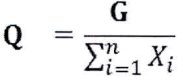 Q = G / ∑_{i=1}^{n} X_i